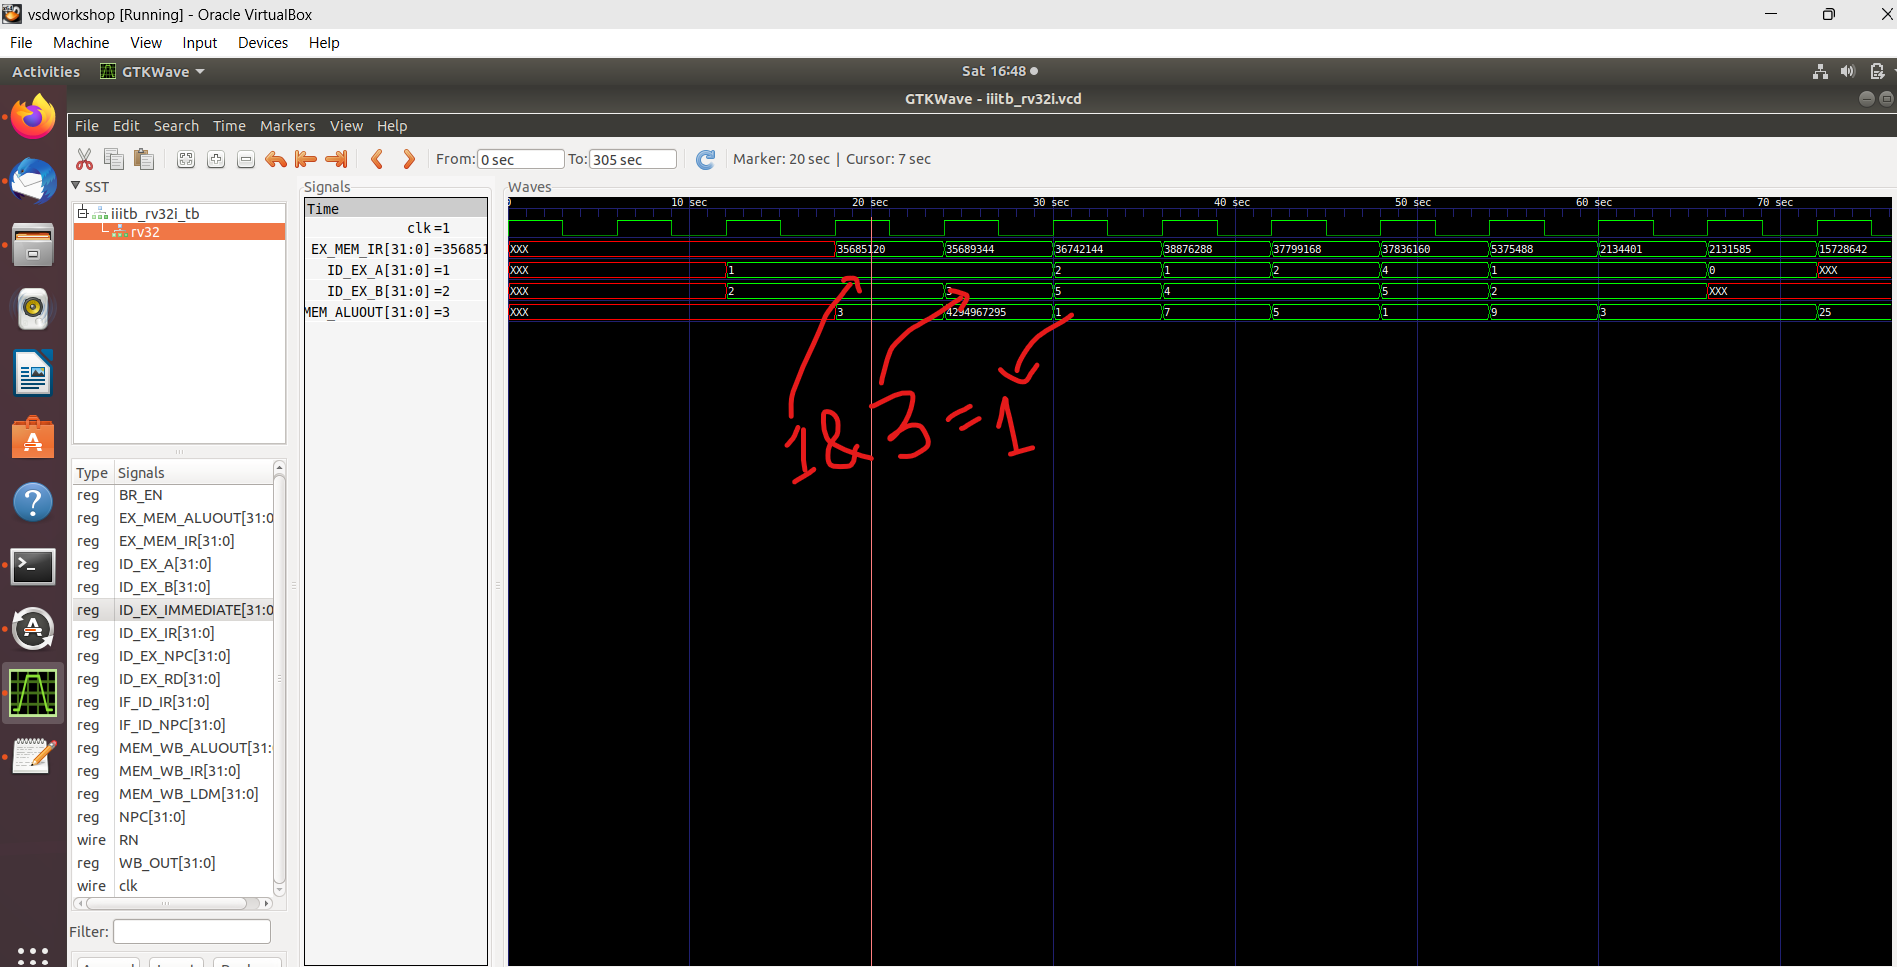 vsdworkshop [Running] - Oracle VirtualBox
File Machine View Input Devices Help
Activities GTKWave Sat 16:48
GTKWave - iiitb_rv32i.vcd
File Edit Search Time Markers View Help
From: 0 sec To: 305 sec Marker: 20 sec | Cursor: 7 sec
SST
iiitb_rv32i_tb
rv32
Type Signals
reg BR_EN
reg EX_MEM_ALUOUT[31:0
reg EX_MEM_IR[31:0]
reg ID_EX_A[31:0]
reg ID_EX_B[31:0]
reg ID_EX_IMMEDIATE[31:0
reg ID_EX_IR[31:0]
reg ID_EX_NPC[31:0]
reg ID_EX_RD[31:0]
reg IF_ID_IR[31:0]
reg IF_ID_NPC[31:0]
reg MEM_WB_ALUOUT[31:
reg MEM_WB_IR[31:0]
reg MEM_WB_LDM[31:0]
reg NPC[31:0]
wire RN
reg WB_OUT[31:0]
wire clk
Filter:
Signals
Time
clk =1
EX_MEM_IR[31:0] =356851
ID_EX_A[31:0] =1
ID_EX_B[31:0] =2
MEM_ALUOUT[31:0] =3
Waves
0 10 sec 20 sec 30 sec 40 sec 50 sec 60 sec 70 sec
XXX 35685120 35689344 36742144 38876288 37799168 37836160 5375488 2134401 2131585 15728642
XXX 1 2 1 2 4 1 0 XXX
XXX 2 3 5 4 5 2 XXX
XXX 3 4294967295 1 7 5 1 9 3 25
1&3=1